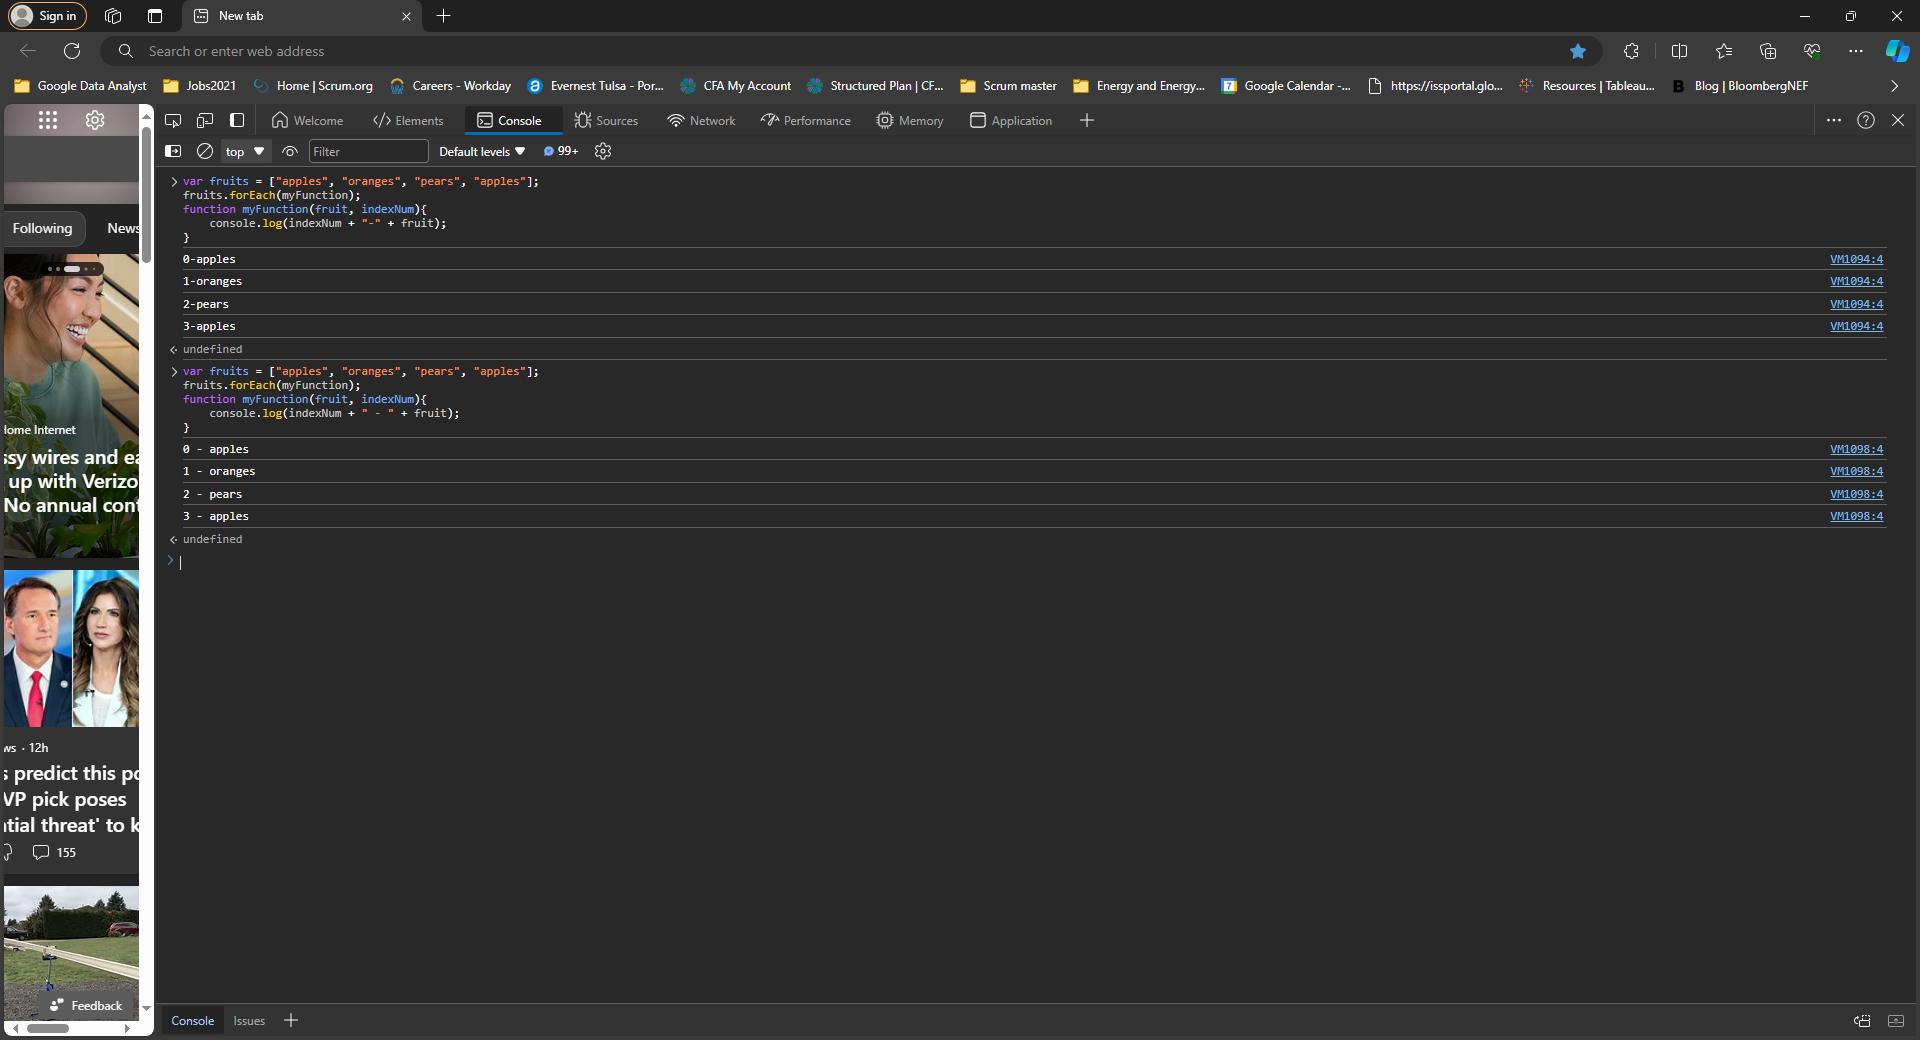 Sign in
New tab
Search or enter web address
Google Data Analyst
Jobs2021
Home | Scrum.org
Careers - Workday
Evernest Tulsa - Por...
CFA My Account
Structured Plan | CF...
Scrum master
Energy and Energy...
7
Google Calendar -...
https://issportal.glo...
Resources | Tableau...
B
Blog | BloombergNEF
Welcome
Elements
Console
Sources
Network
Performance
Memory
Application
top
Filter
Default levels
99+
Following
News
ome Internet
ssy wires and ea
up with Verizo
No annual cont
ws · 12h
s predict this po
VP pick poses
tial threat' to k
155
Feedback
var fruits = ["apples", "oranges", "pears", "apples"];
fruits.forEach(myFunction);
function myFunction(fruit, indexNum){
console.log(indexNum + "-" + fruit);
}
0-apples VM1094:4
1-oranges VM1094:4
2-pears VM1094:4
3-apples VM1094:4
undefined
var fruits = ["apples", "oranges", "pears", "apples"];
fruits.forEach(myFunction);
function myFunction(fruit, indexNum){
console.log(indexNum + " - " + fruit);
}
0 - apples VM1098:4
1 - oranges VM1098:4
2 - pears VM1098:4
3 - apples VM1098:4
undefined
Console
Issues